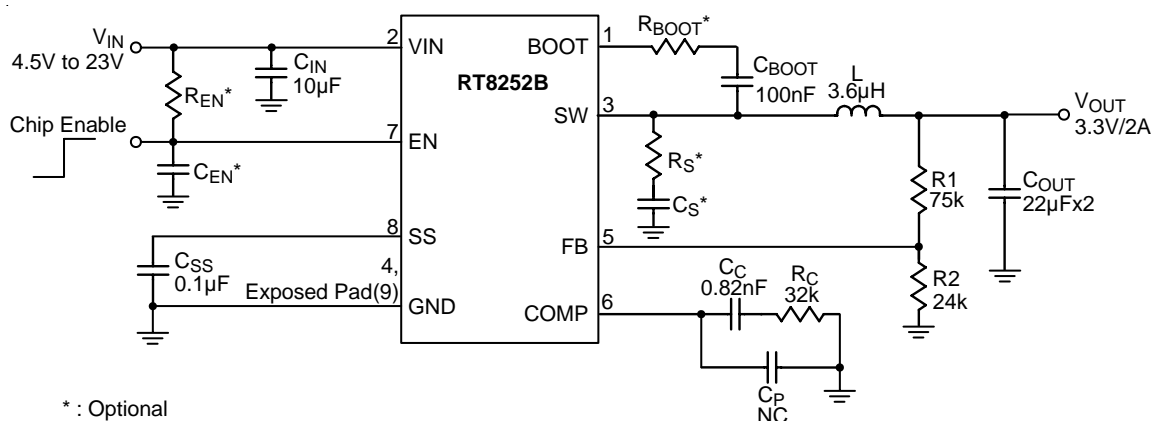 VIN
4.5V to 23V
REN*
CIN
10µF
Chip Enable
CEN*
CSS
0.1µF
2
VIN
7
EN
8
SS
4,
Exposed Pad(9)
GND
RT8252B
BOOT
1
SW
3
FB
5
COMP
6
RBOOT*
CBOOT
100nF
L
3.6µH
VOUT
3.3V/2A
RS*
CS*
R1
75k
COUT
22µFx2
R2
24k
CC
0.82nF
RC
32k
CP
NC
* : Optional